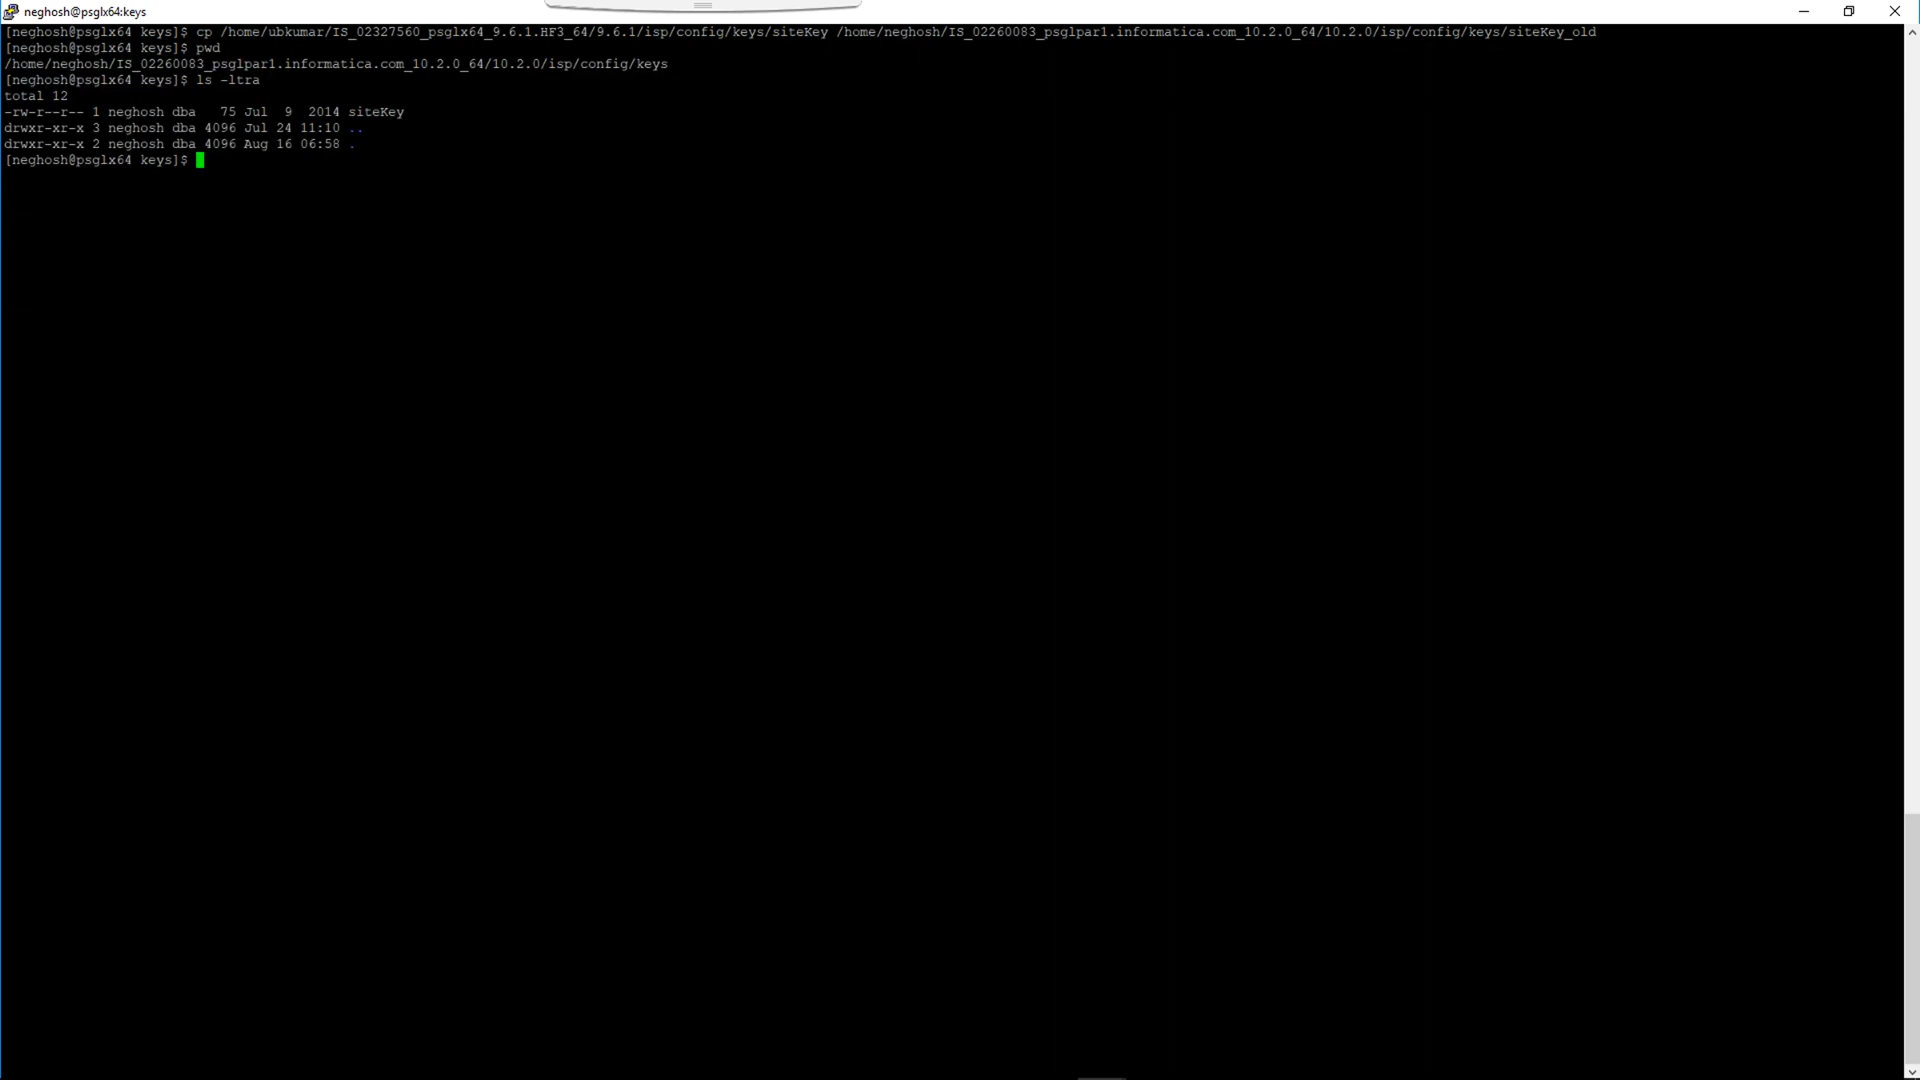 neghosh@psglx64:keys
[neghosh@psglx64 keys]$ cp /home/ubkumar/IS_02327560_psglx64_9.6.1.HF3_64/9.6.1/isp/config/keys/siteKey /home/neghosh/IS_02260083_psglpar1.informatica.com_10.2.0_64/10.2.0/isp/config/keys/siteKey_old
[neghosh@psglx64 keys]$ pwd
/home/neghosh/IS_02260083_psglpar1.informatica.com_10.2.0_64/10.2.0/isp/config/keys
[neghosh@psglx64 keys]$ ls -ltra
total 12
-rw-r--r-- 1 neghosh dba   75 Jul  9  2014 siteKey
drwxr-xr-x 3 neghosh dba 4096 Jul 24 11:10 ..
drwxr-xr-x 2 neghosh dba 4096 Aug 16 06:58 .
[neghosh@psglx64 keys]$